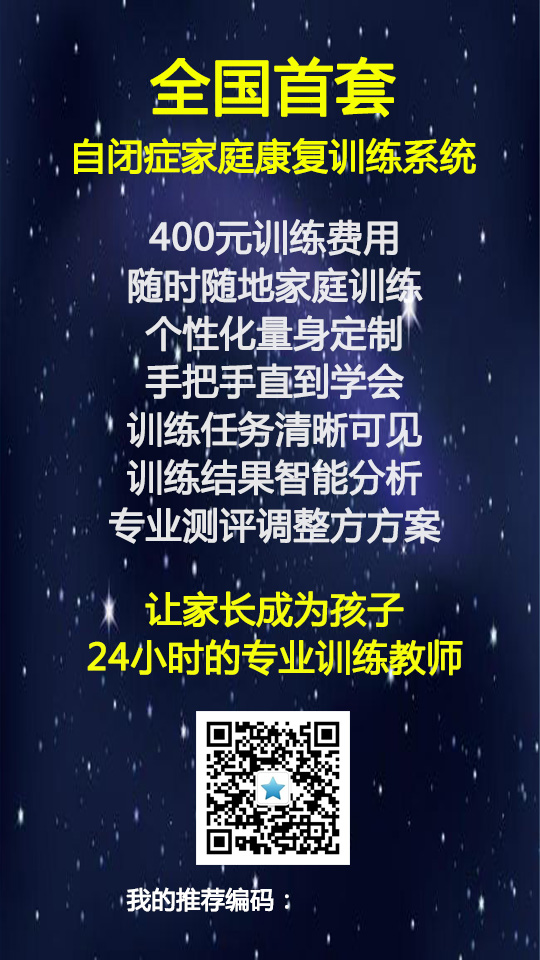 全国首套
自闭症家庭康复训练系统
400元训练费用
随时随地家庭训练
个性化量身定制
手把手直到学会
训练任务清晰可见
训练结果智能分析
专业测评调整方方案
让家长成为孩子
24小时的专业训练教师
我的推荐编码：